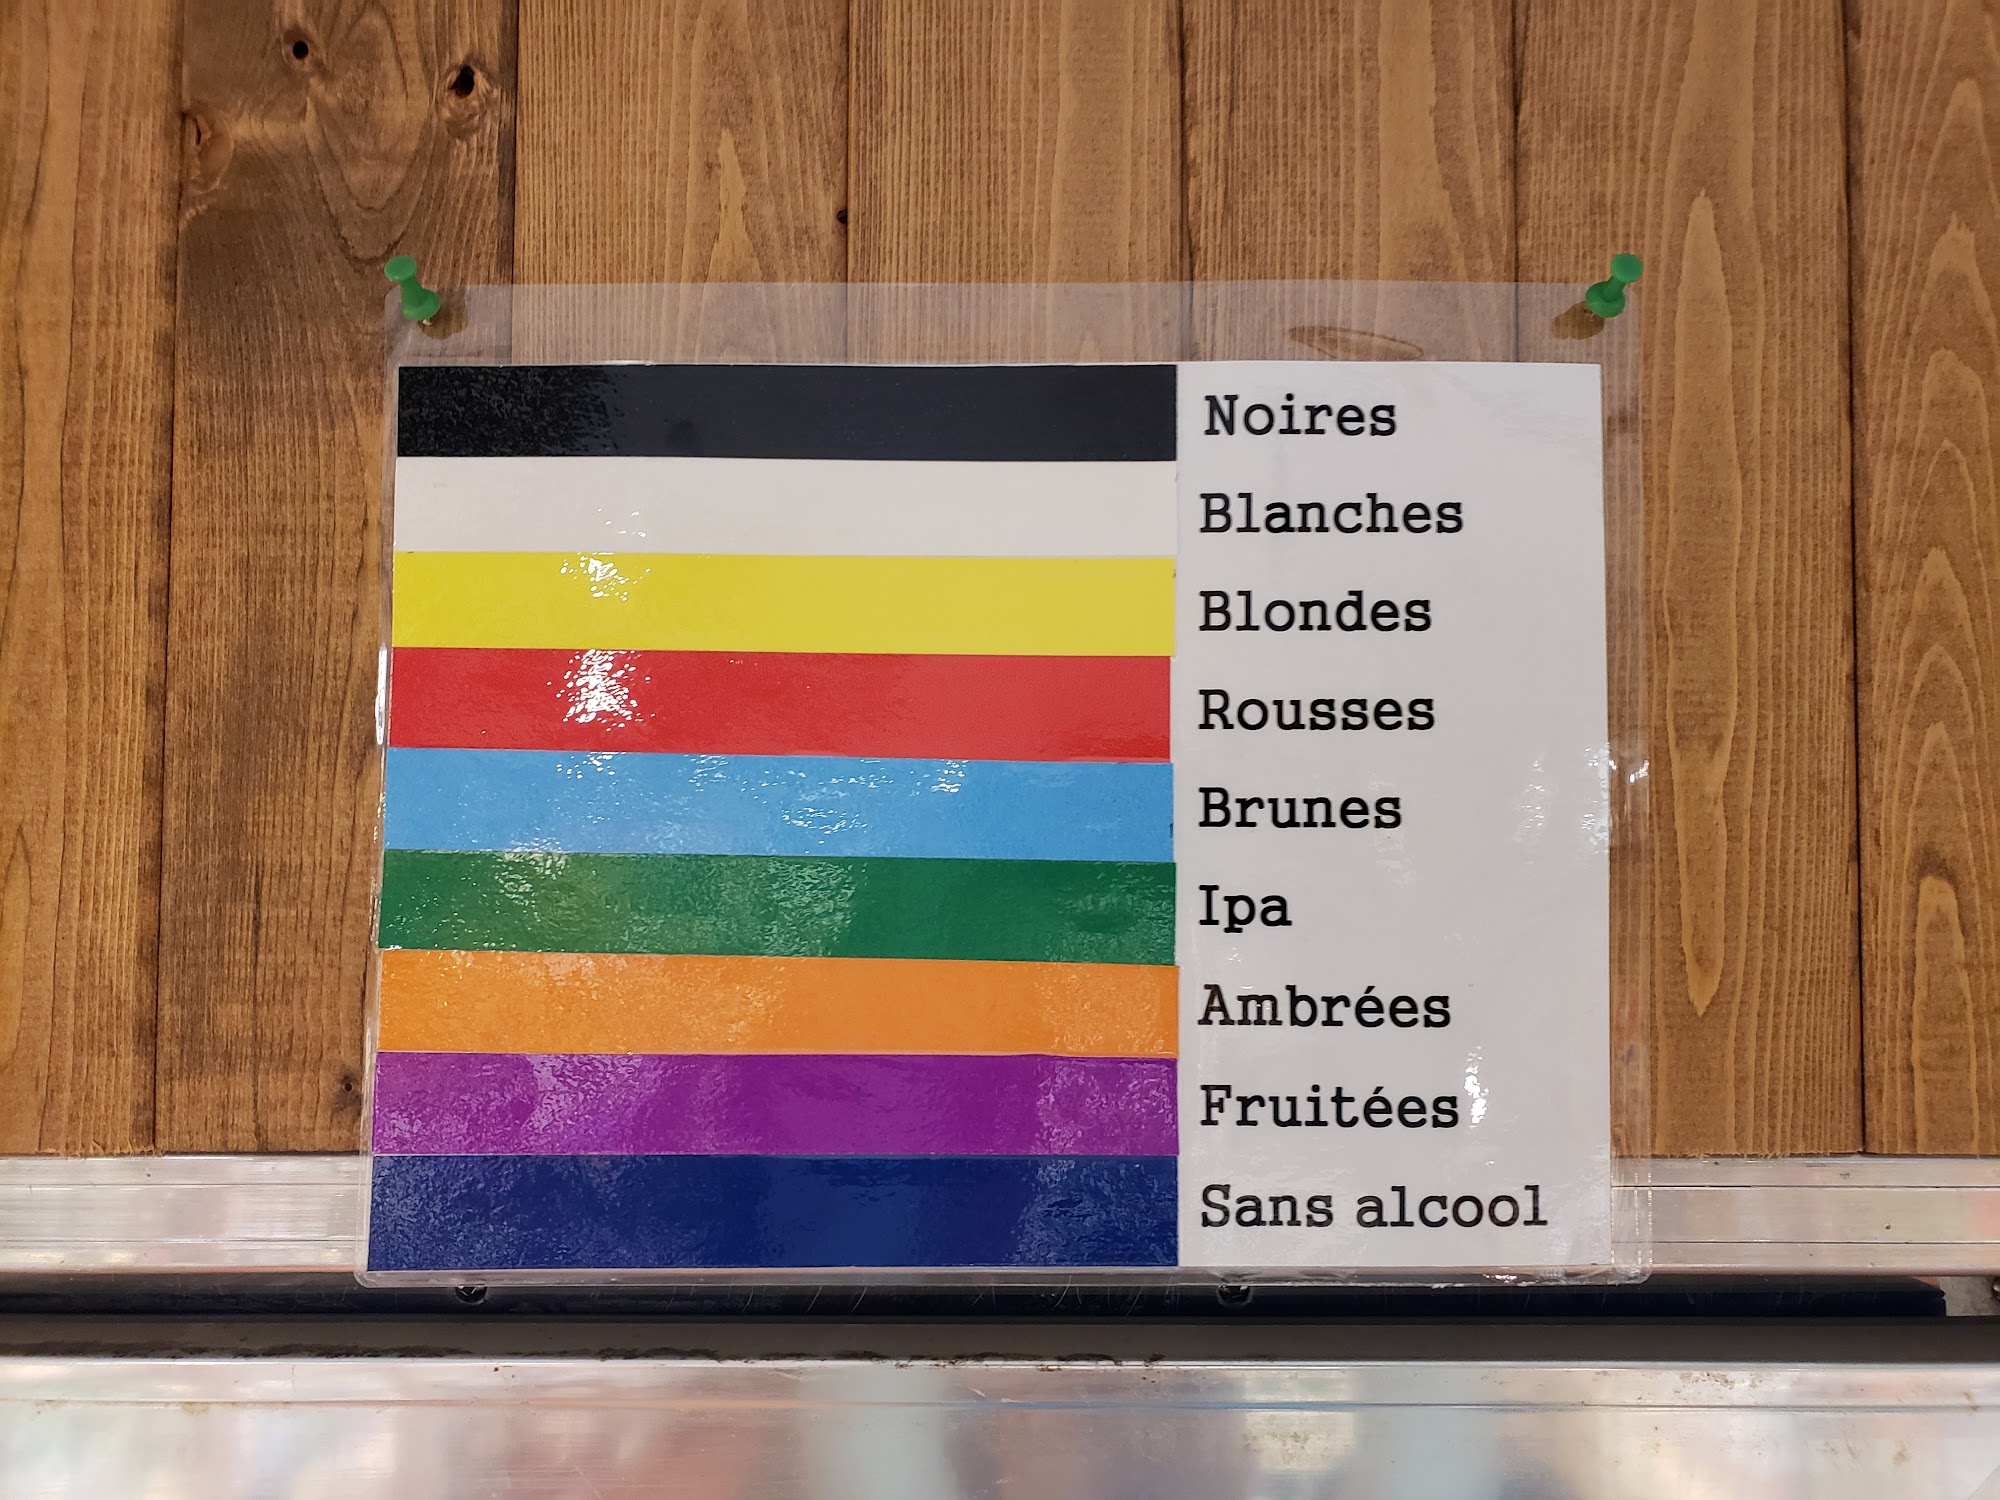 Noires
Blanches
Blondes
Rousses
Brunes
Ipa
Ambrées
Fruitées
Sans alcool